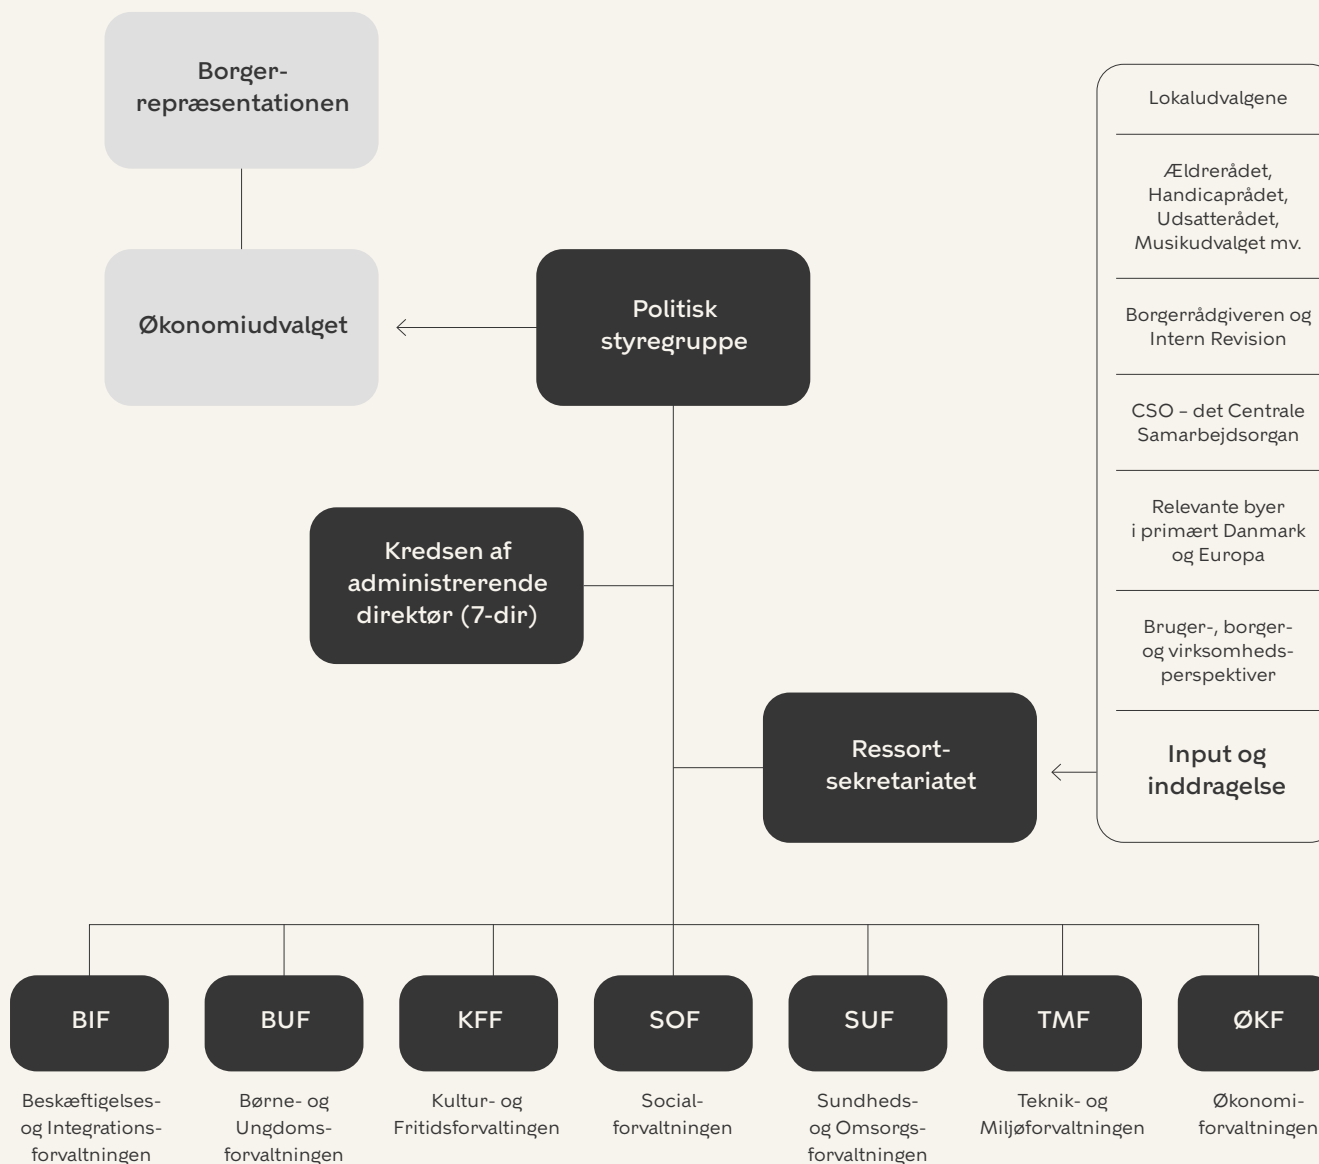 Borger-
repræsentationen
Økonomiudvalget
Politisk
styregruppe
Kredsen af
administrerende
direktør (7-dir)
Ressort-
sekretariatet
Lokaludvalgene
Ældrerådet,
Handicaprådet,
Udsatterådet,
Musikudvalget mv.
Borgerrådgiveren og
Intern Revision
CSO – det Centrale
Samarbejdsorgan
Relevante byer
i primært Danmark
og Europa
Bruger-, borger-
og virksomheds-
perspektiver
Input og
inddragelse
BIF
Beskæftigelses-
og Integrations-
forvaltningen
BUF
Børne- og
Ungdoms-
forvaltningen
KFF
Kultur- og
Fritidsforvaltingen
SOF
Social-
forvaltningen
SUF
Sundheds-
og Omsorgs-
forvaltningen
TMF
Teknik- og
Miljøforvaltningen
ØKF
Økonomi-
forvaltningen